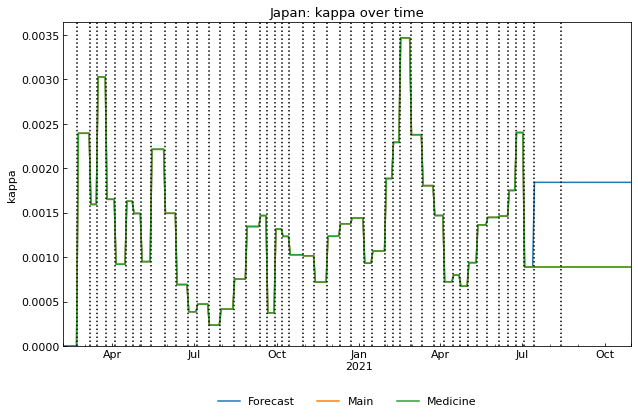 Japan: kappa over time
0.0035
0.0030
0.0025
0.0020
0.0015
0.0010
0.0005
0.0000
kappa
Apr Jul Oct Jan Apr Jul Oct
2021
Forecast Main Medicine